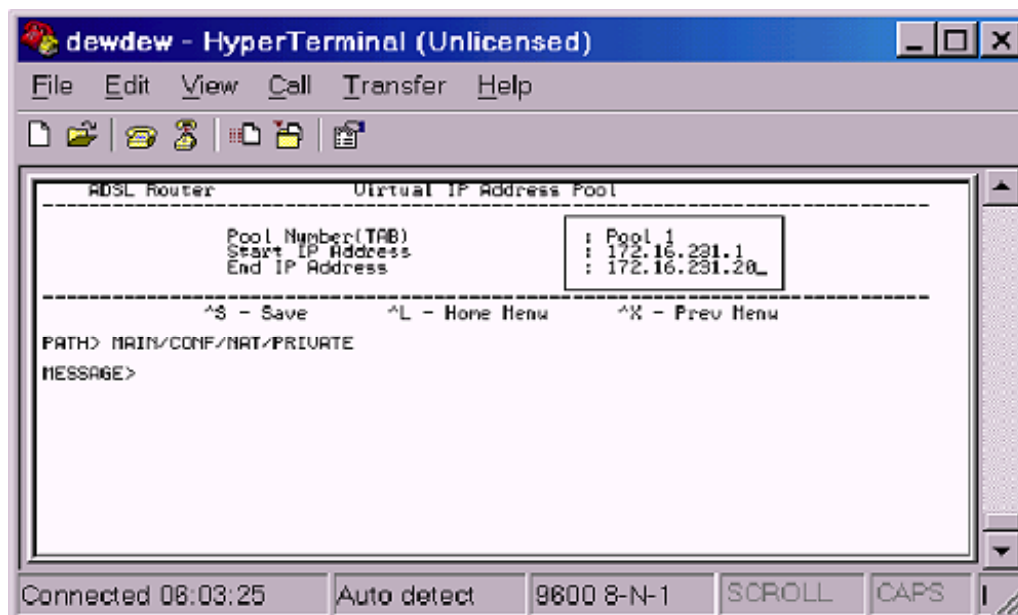 dewdew - HyperTerminal (Unlicensed)
File Edit View Call Transfer Help
ADSL Router Virtual IP Address Pool
Pool Number(TAB) : Pool 1
Start IP Address : 172.16.231.1
End IP Address : 172.16.231.20_
^S - Save ^L - Home Menu ^X - Prev Menu
PATH> MAIN/CONF/NAT/PRIVATE
MESSAGE>
Connected 06:03:25 Auto detect 9600 8-N-1 SCROLL CAPS